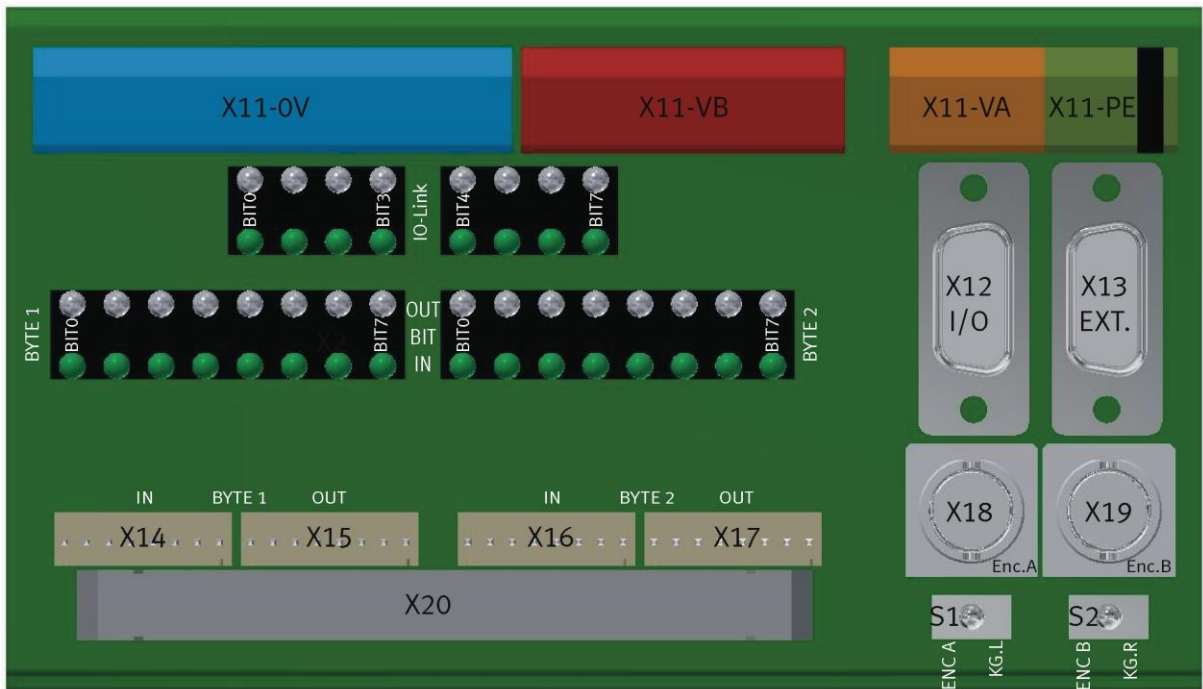 X11-0V
X11-VB
X11-VA
X11-PE
BIT0
BIT3
IO-Link
BIT4
BIT7
BYTE 1
BIT0
BIT7
OUT
BIT
IN
BIT0
BIT7
BYTE 2
X12
I/O
X13
EXT.
IN
BYTE 1
OUT
IN
BYTE 2
OUT
X14
X15
X16
X17
X18
Enc.A
X19
Enc.B
X20
S1
S2
ENC A
KG.L
ENC B
KG.R